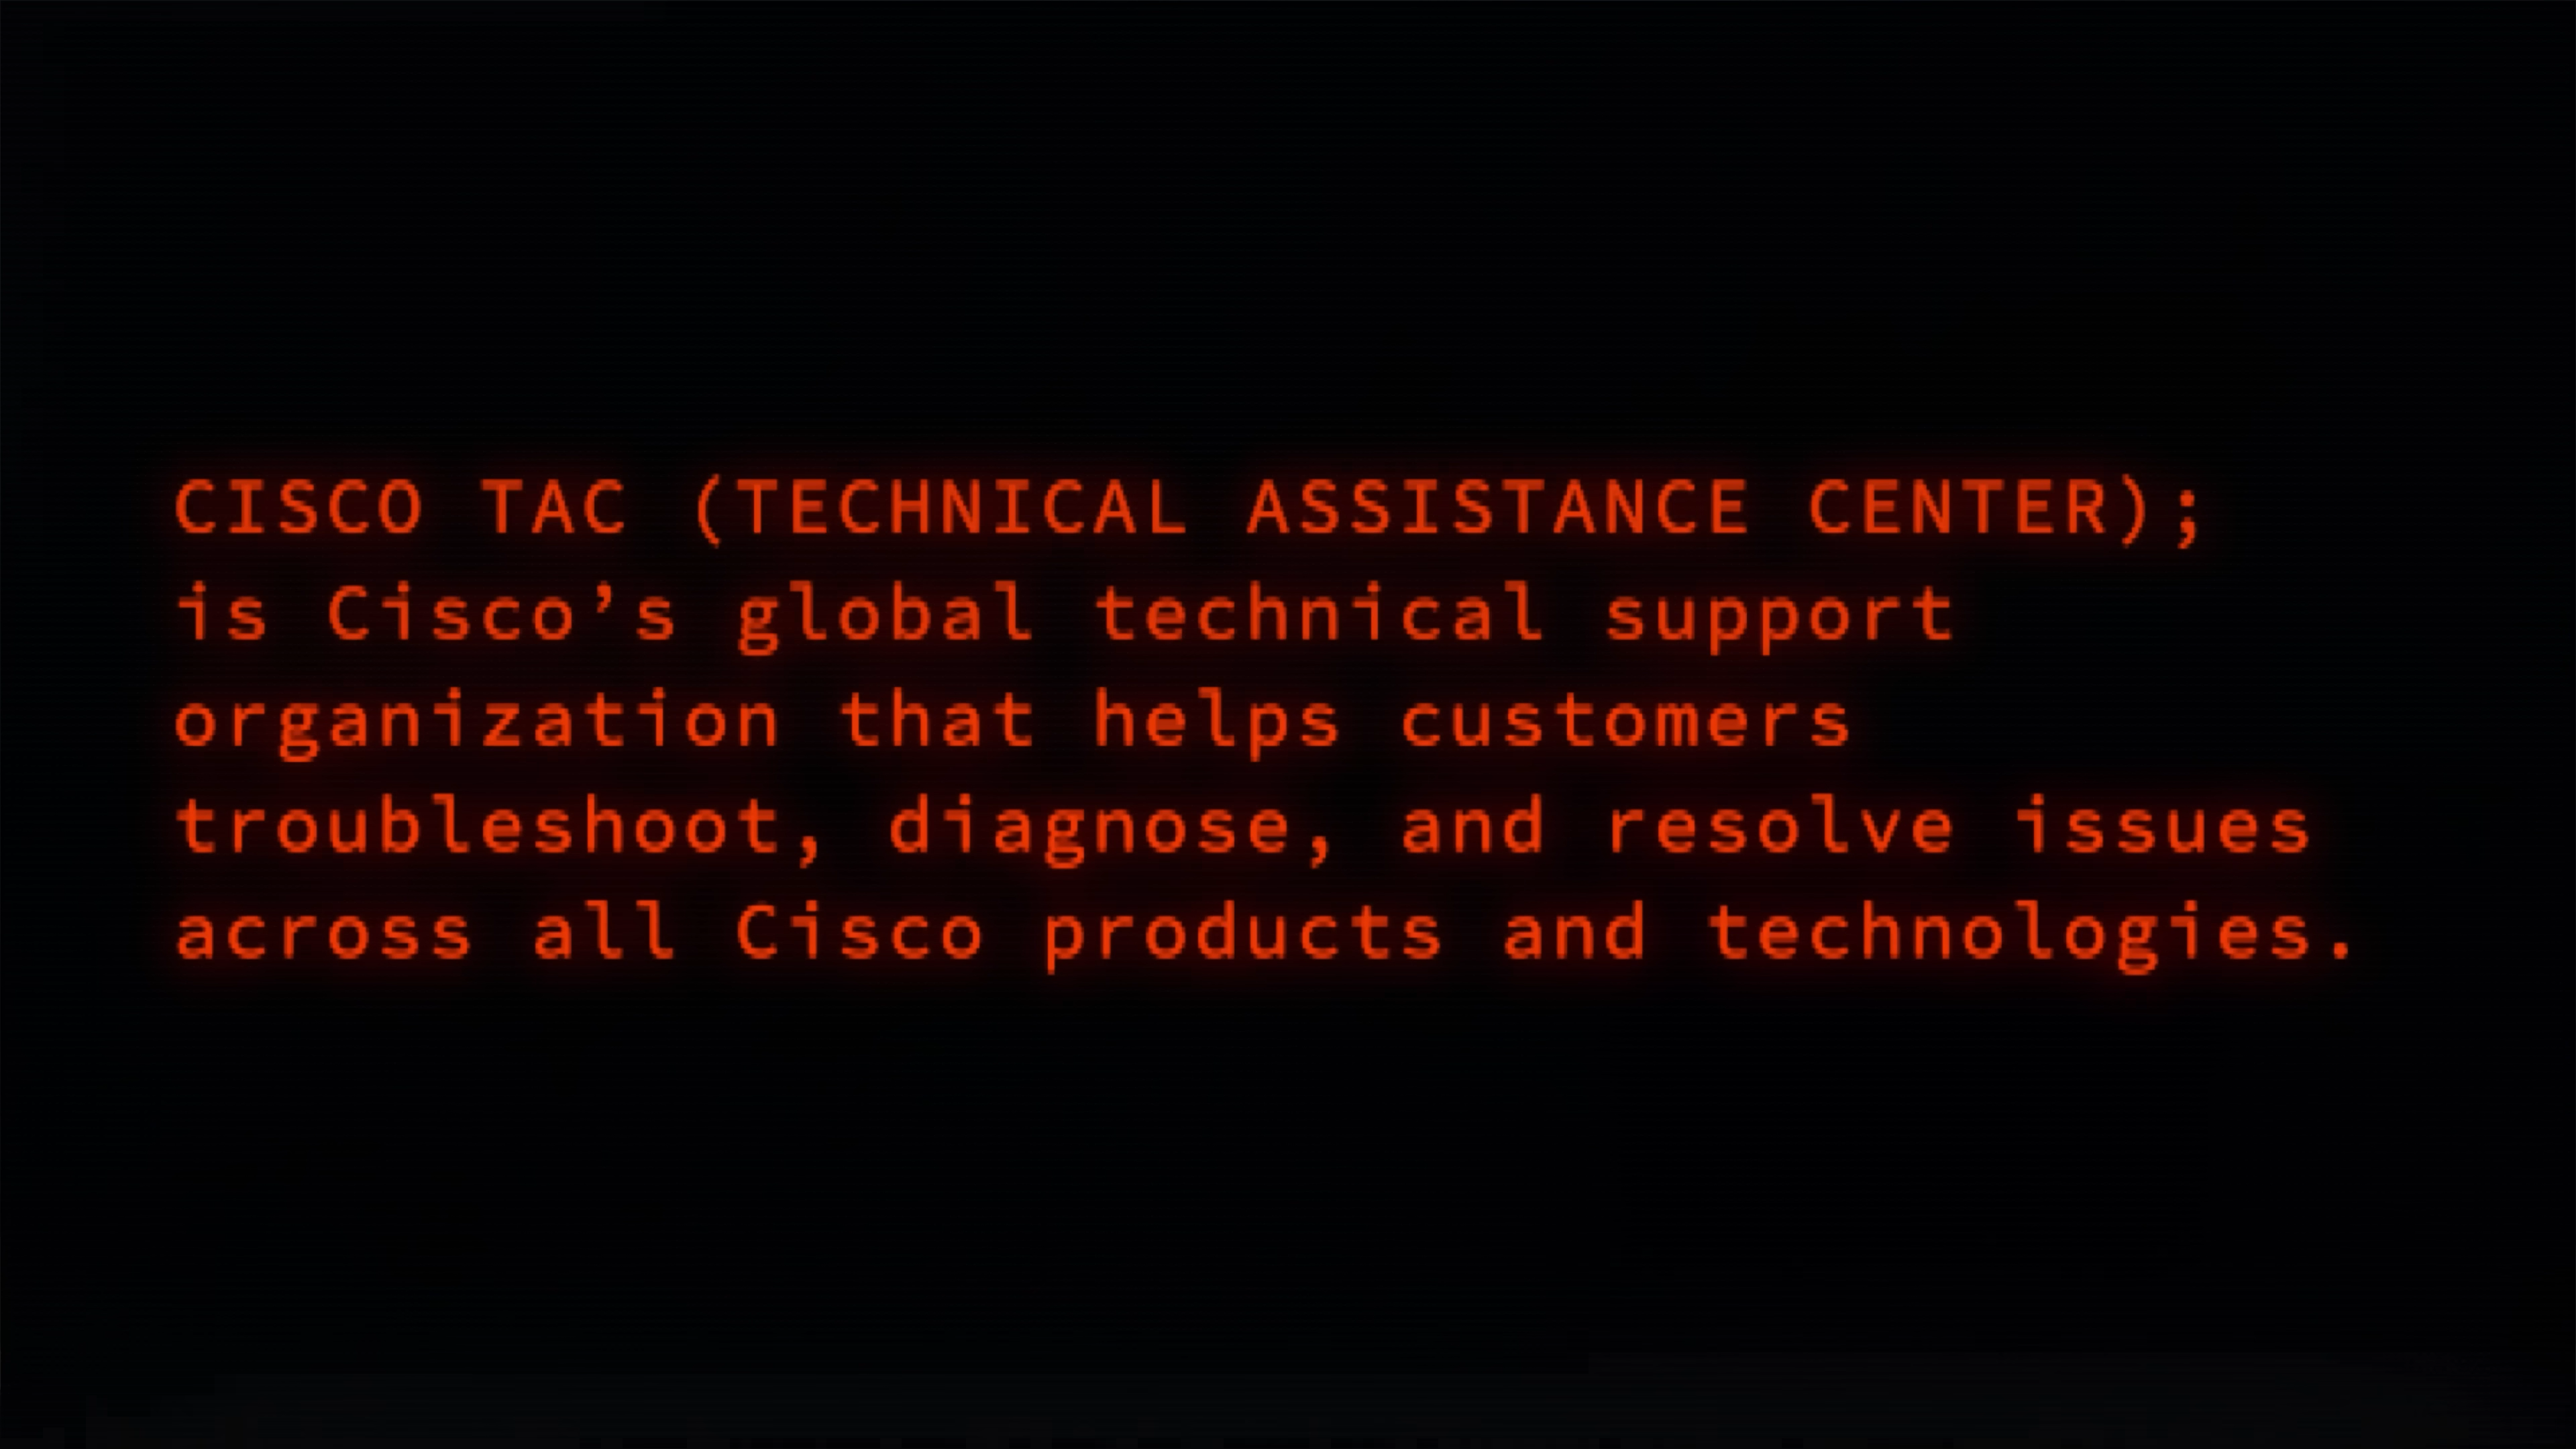 CISCO TAC (TECHNICAL ASSISTANCE CENTER);
is Cisco’s global technical support
organization that helps customers
troubleshoot, diagnose, and resolve issues
across all Cisco products and technologies.